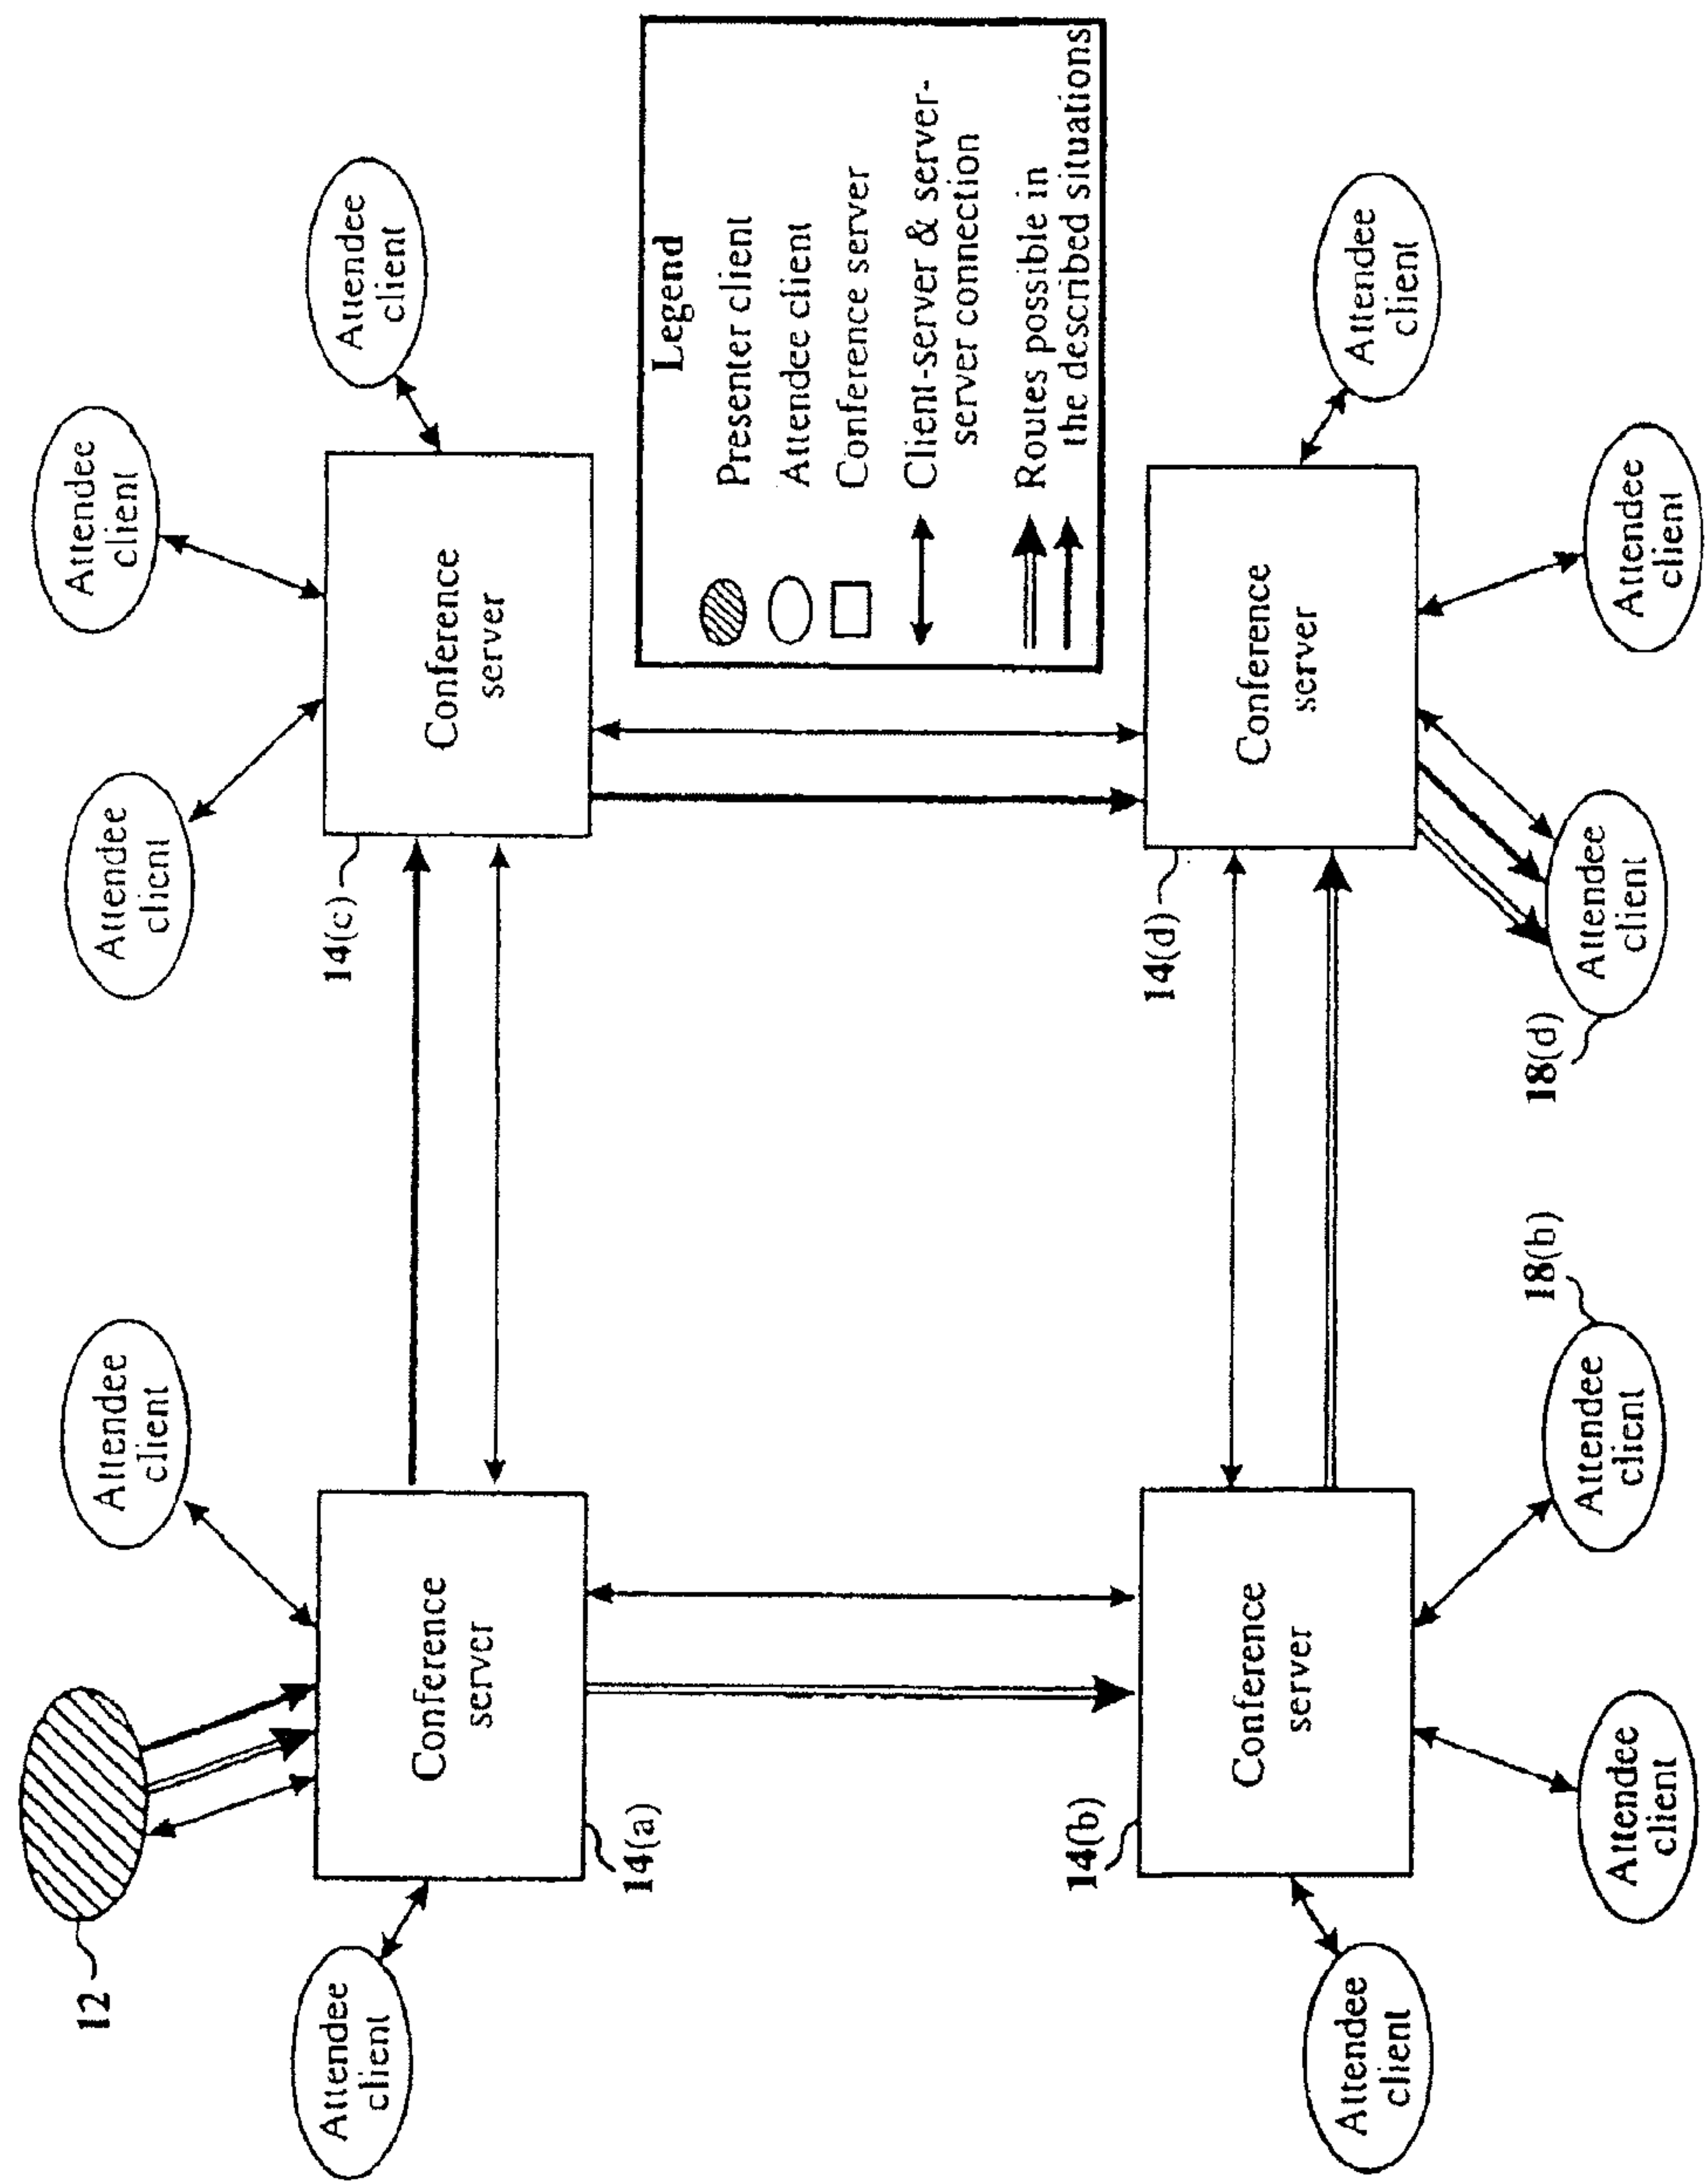 12
Attendee
client
Attendee
client
Attendee
client
Attendee
client
Conference
server
14(a)
14(c)
Conference
server
Attendee
client
Legend
Presenter client
Attendee client
Conference server
Client-server & server-
server connection
Routes possible in
the described situations
14(b)
14(d)
Attendee
client
Conference
server
Conference
server
Attendee
client
18(b)
18(d)
Attendee
client
Attendee
client
Attendee
client
Attendee
client